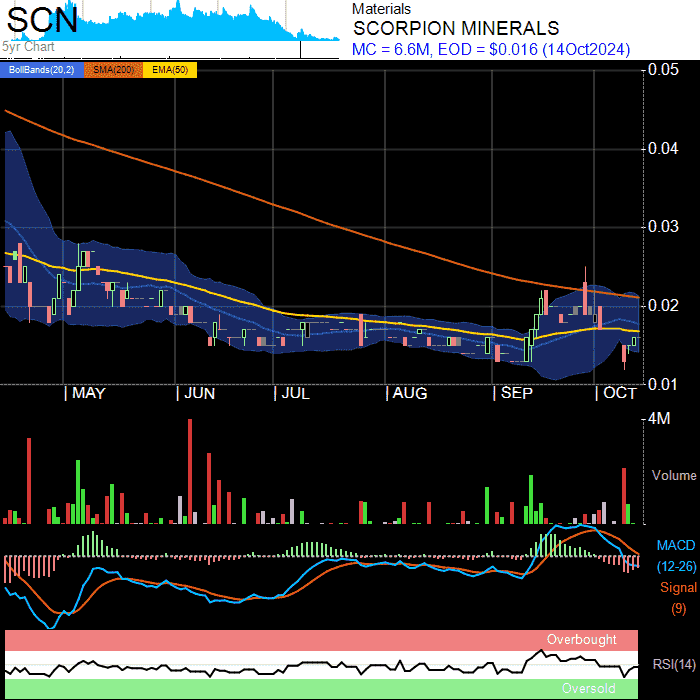 SCN
5yr Chart
Materials
SCORPION MINERALS
MC = 6.6M, EOD = $0.016 (14Oct2024)
BollBands(20,2) SMA(200) EMA(50)
0.05
0.04
0.03
0.02
0.01
| MAY | JUN | JUL | AUG | SEP | OCT
4M
Volume
MACD
(12-26)
Signal
(9)
Overbought
RSI(14)
Oversold